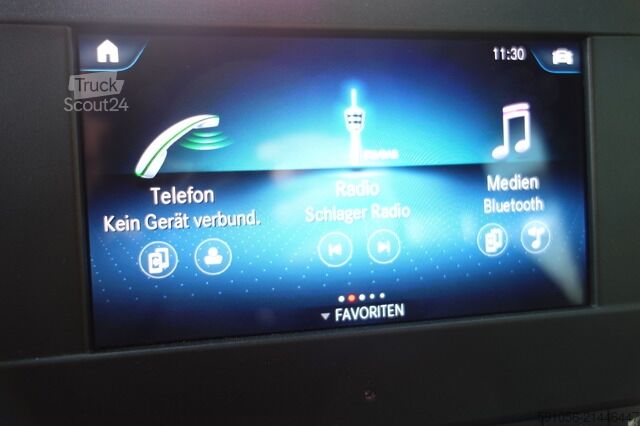 11:30
Truck
Scout24
Telefon
Kein Gerät verbund.
Radio
Schlager Radio
Medien
Bluetooth
FAVORITEN